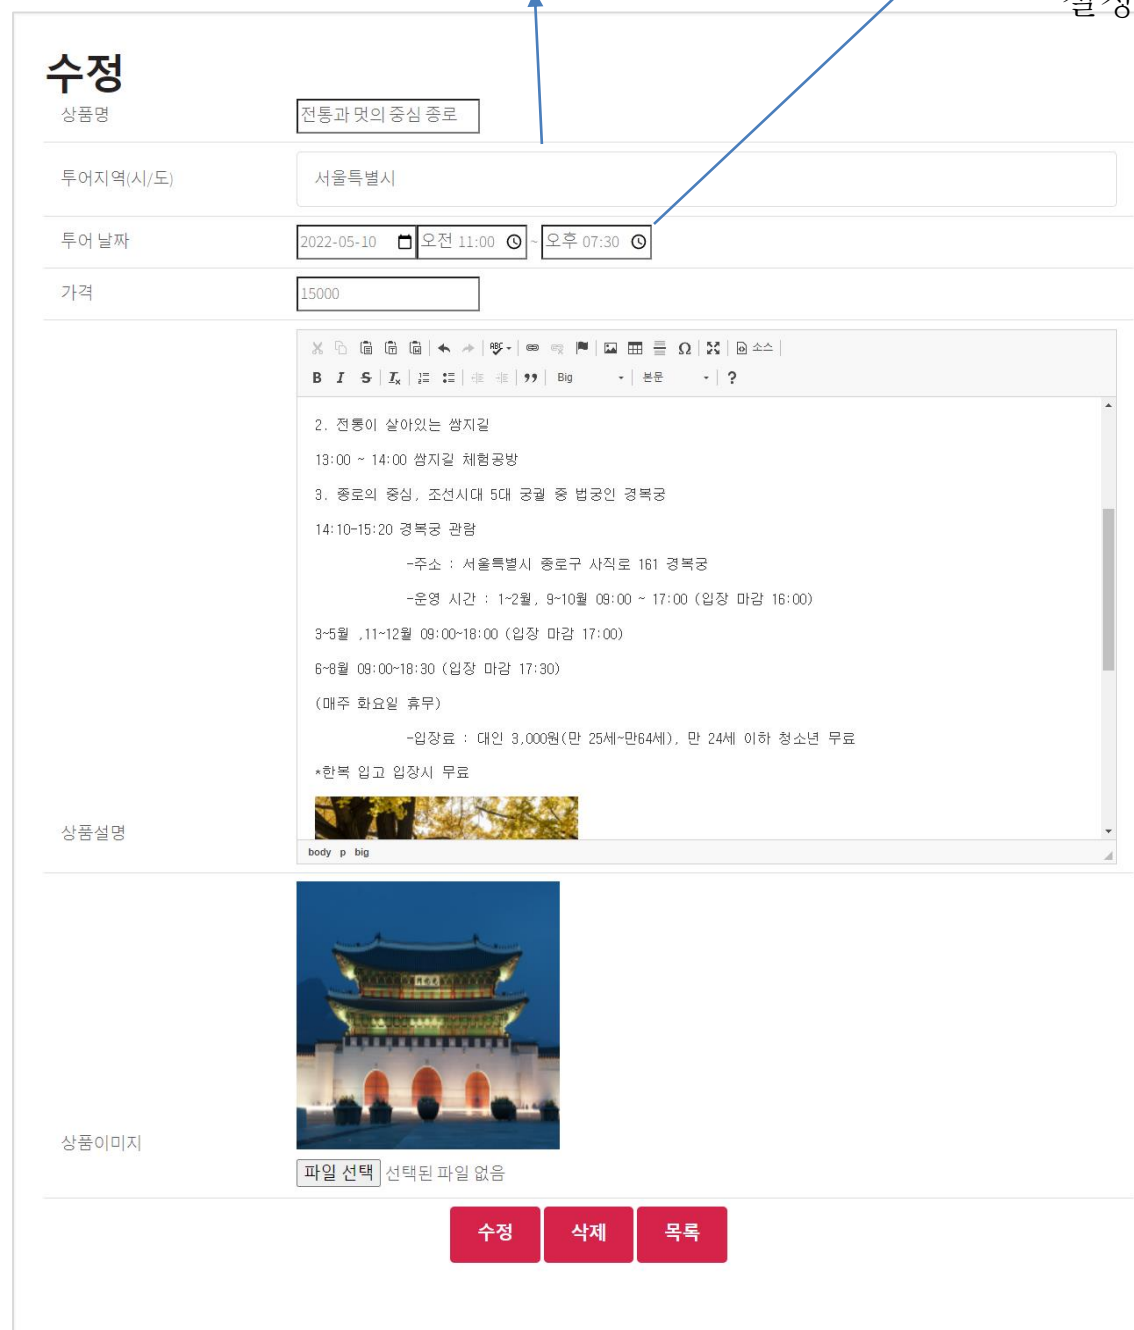 설정
수정
상품명 전통과 멋의 중심 종로
투어지역(시/도) 서울특별시
투어 날짜 2022-05-10 오전 11:00 ~ 오후 07:30
가격 15000
소스
B I S Ix Big 본문 ?
2. 전통이 살아있는 쌈지길
13:00 ~ 14:00 쌈지길 체험공방
3. 종로의 중심, 조선시대 5대 궁궐 중 법궁인 경복궁
14:10-15:20 경복궁 관람
-주소 : 서울특별시 종로구 사직로 161 경복궁
-운영 시간 : 1~2월, 9~10월 09:00 ~ 17:00 (입장 마감 16:00)
3~5월 ,11~12월 09:00~18:00 (입장 마감 17:00)
6~8월 09:00~18:30 (입장 마감 17:30)
(매주 화요일 휴무)
-입장료 : 대인 3,000원(만 25세~만64세), 만 24세 이하 청소년 무료
*한복 입고 입장시 무료
상품설명
body p big
상품이미지
파일 선택 선택된 파일 없음
수정 삭제 목록